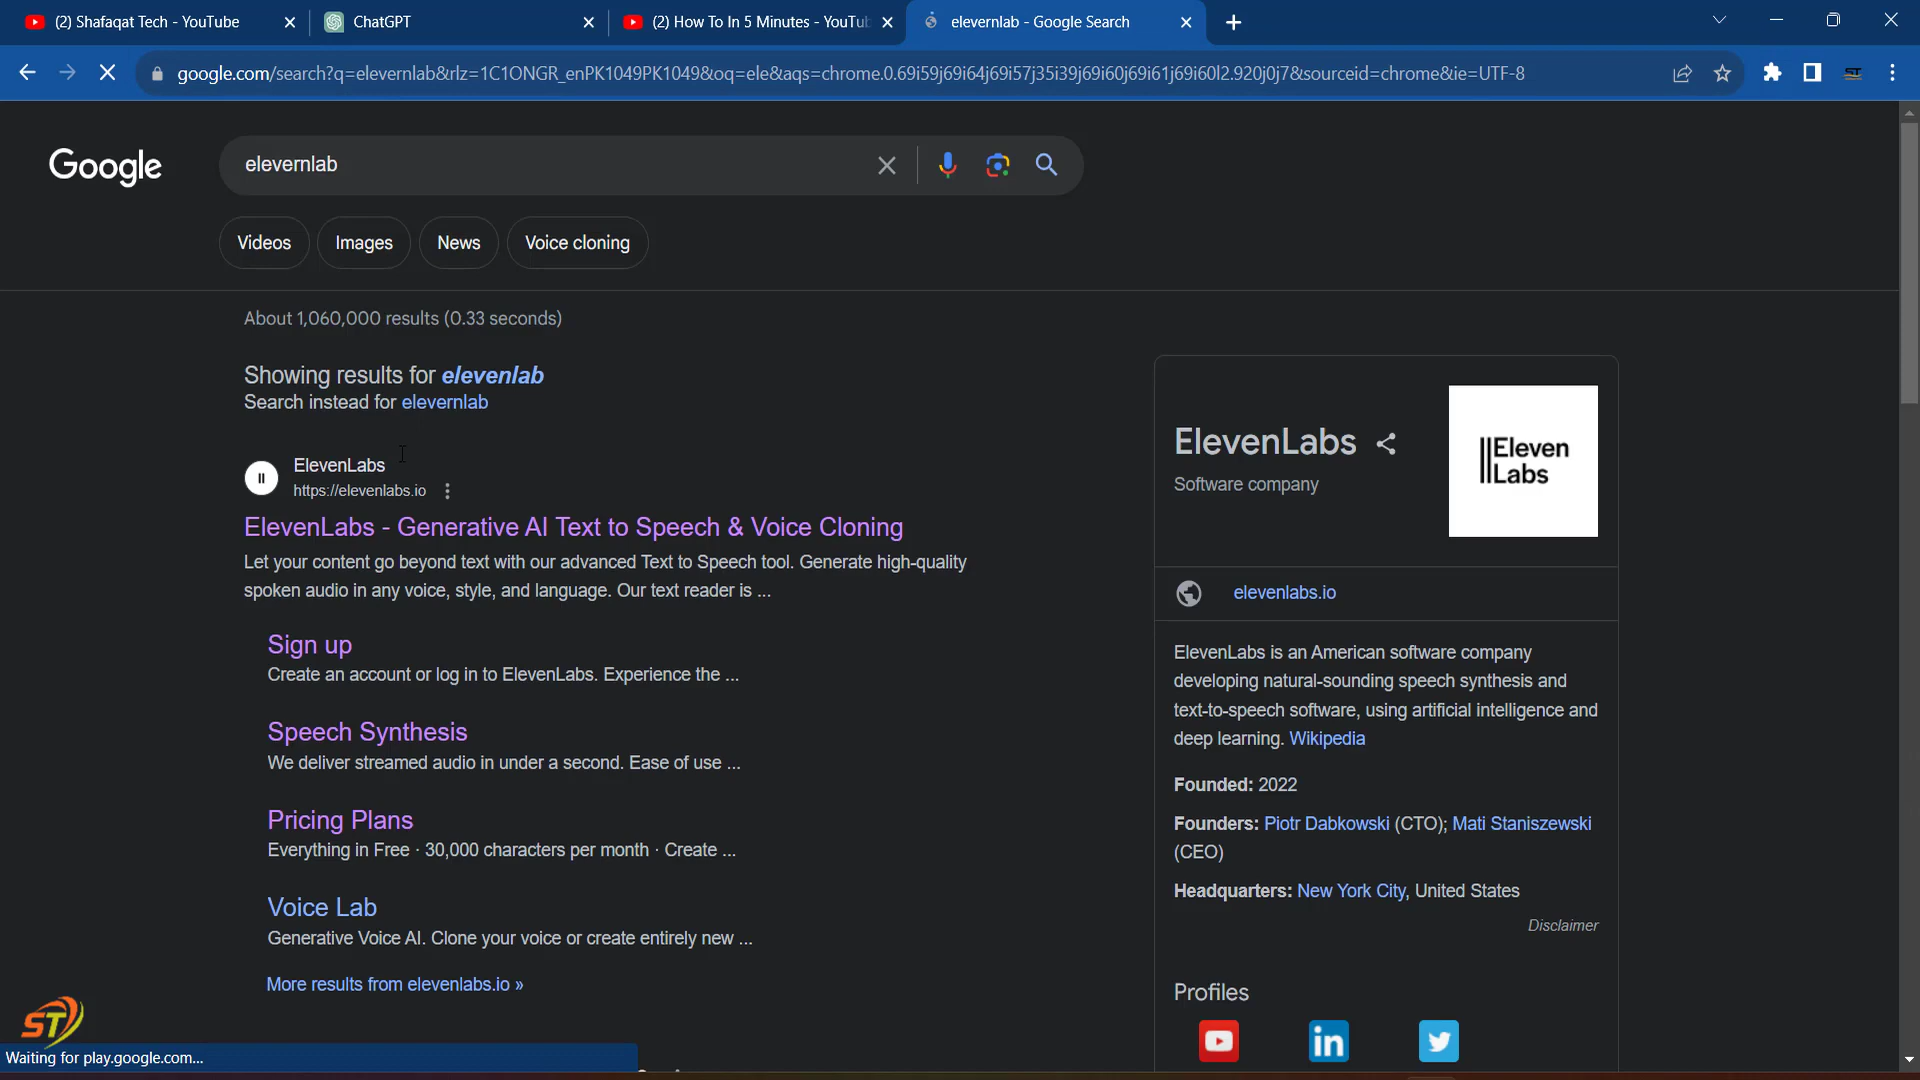 (2) Shafaqat Tech - YouTube
ChatGPT
(2) How To In 5 Minutes - YouTub
elevernlab - Google Search
google.com/search?q=elevernlab&rlz=1C1ONGR_enPK1049PK1049&oq=ele&aqs=chrome.0.69i59j69i64j69i57j35i39j69i60j69i61j69i60l2.920j0j7&sourceid=chrome&ie=UTF-8
Google
elevernlab
Videos
Images
News
Voice cloning
About 1,060,000 results (0.33 seconds)
Showing results for elevenlab
Search instead for elevernlab
ElevenLabs
https://elevenlabs.io
ElevenLabs - Generative AI Text to Speech & Voice Cloning
Let your content go beyond text with our advanced Text to Speech tool. Generate high-quality
spoken audio in any voice, style, and language. Our text reader is ...
Sign up
Create an account or log in to ElevenLabs. Experience the ...
Speech Synthesis
We deliver streamed audio in under a second. Ease of use ...
Pricing Plans
Everything in Free · 30,000 characters per month · Create ...
Voice Lab
Generative Voice AI. Clone your voice or create entirely new ...
More results from elevenlabs.io »
ElevenLabs
Software company
||Eleven
Labs
elevenlabs.io
ElevenLabs is an American software company
developing natural-sounding speech synthesis and
text-to-speech software, using artificial intelligence and
deep learning. Wikipedia
Founded: 2022
Founders: Piotr Dabkowski (CTO); Mati Staniszewski
(CEO)
Headquarters: New York City, United States
Disclaimer
Profiles
in
ST
Waiting for play.google.com...